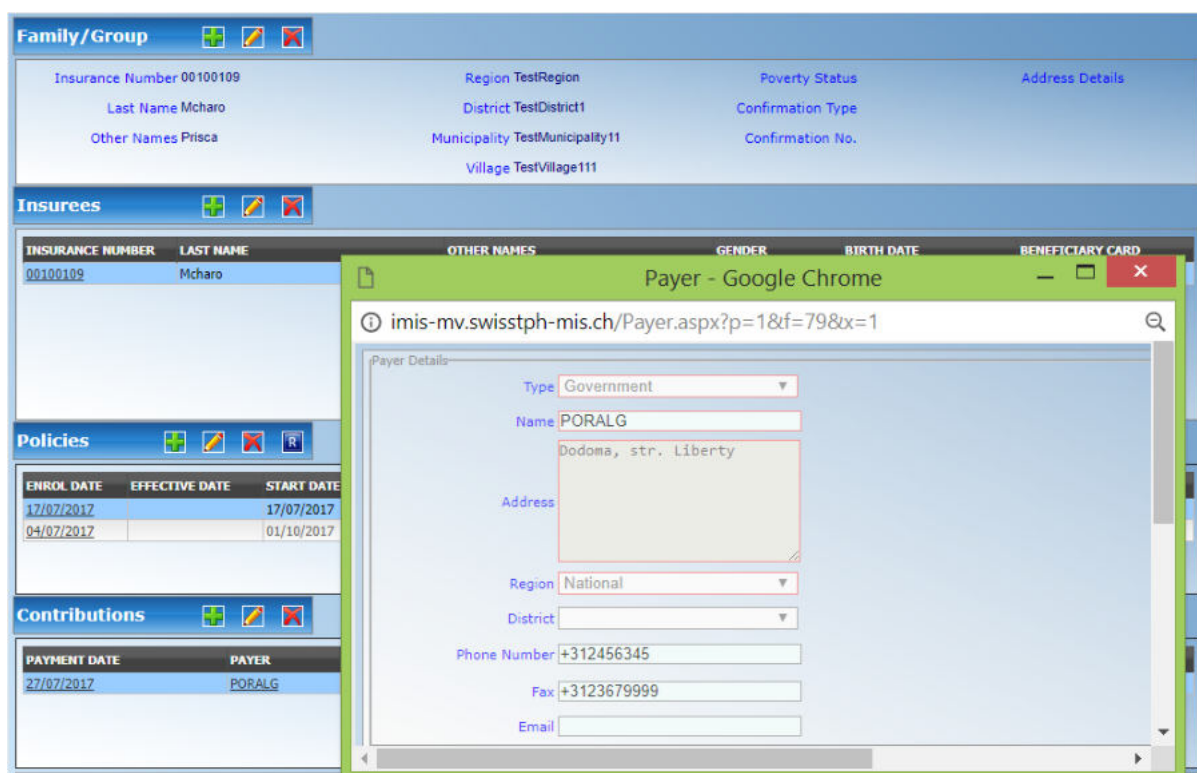 Family/Group
Insurance Number 00100109 Region TestRegion Poverty Status Address Details
Last Name Mcharo District TestDistrict1 Confirmation Type
Other Names Prisca Municipality TestMunicipality11 Confirmation No.
Village TestVillage111
Insurees
INSURANCE NUMBER LAST NAME OTHER NAMES GENDER BIRTH DATE BENEFICIARY CARD
00100109 Mcharo
Payer - Google Chrome
imis-mv.swisstph-mis.ch/Payer.aspx?p=1&f=79&x=1
Payer Details
Type Government
Name PORALG
Dodoma, str. Liberty
Address
Region National
District
Phone Number +312456345
Fax +3123679999
Email
Policies R
ENROL DATE EFFECTIVE DATE START DATE
17/07/2017 17/07/2017
04/07/2017 01/10/2017
Contributions
PAYMENT DATE PAYER
27/07/2017 PORALG